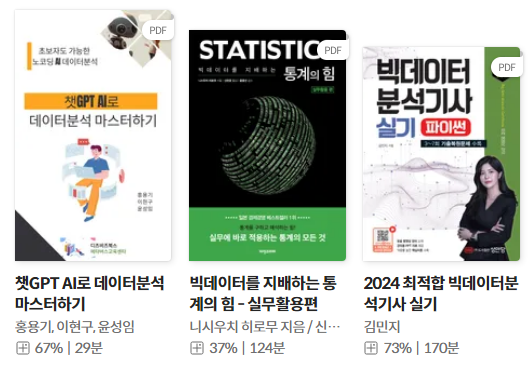 PDF
초보자도 가능한
노코딩 AI 데이터분석
챗GPT AI로
데이터분석 마스터하기
홍용기
이현구
윤성임
챗GPT AI로 데이터분석
마스터하기
홍용기, 이현구, 윤성임
67% | 29분
PDF
STATISTIC
빅데이터를 지배하는
통계의 힘
실무활용 편
실무에 바로 적용하는 통계의 모든 것
빅데이터를 지배하는 통
계의 힘 - 실무활용편
니시우치 히로무 지음 / 신…
37% | 124분
PDF
빅데이터
분석기사
실기 파이썬
2024 최적합 빅데이터분
석기사 실기
김민지
73% | 170분